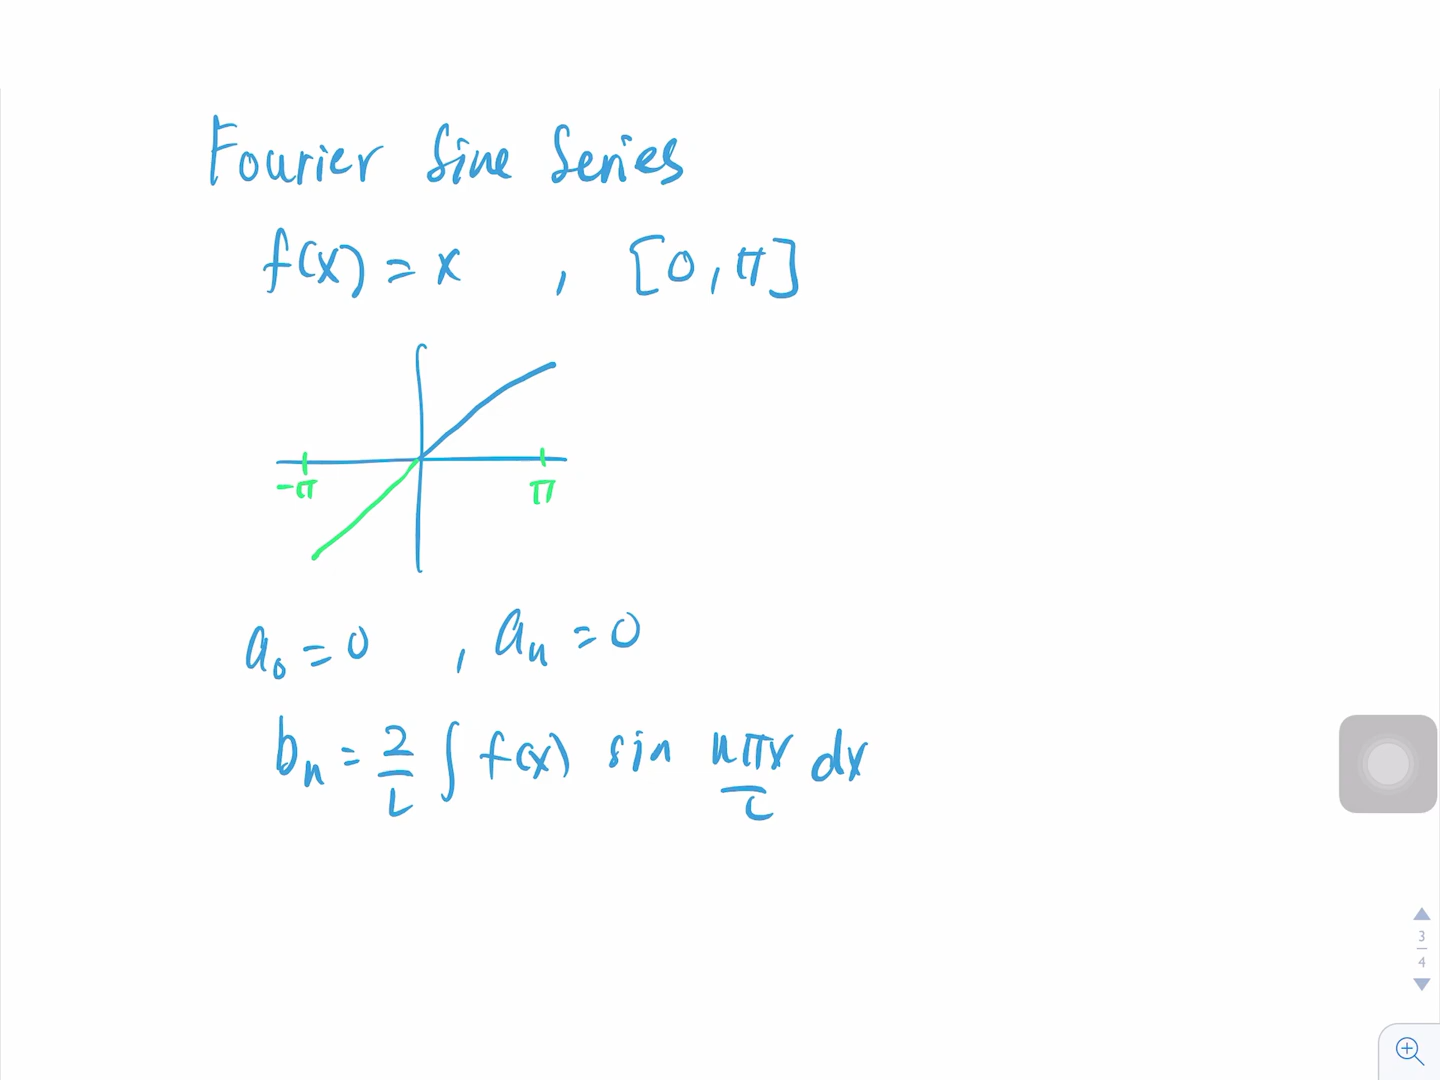 Fourier Sine Series
f(x) = x , [0, π]
-π π
a₀ = 0 , aₙ = 0
bₙ = 2/L ∫ f(x) sin nπx/L dx
3
4